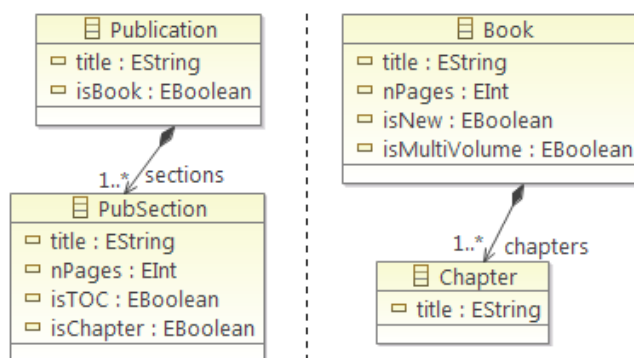 Publication
title : EString
isBook : EBoolean
1..* sections
PubSection
title : EString
nPages : EInt
isTOC : EBoolean
isChapter : EBoolean
Book
title : EString
nPages : EInt
isNew : EBoolean
isMultiVolume : EBoolean
1..* chapters
Chapter
title : EString